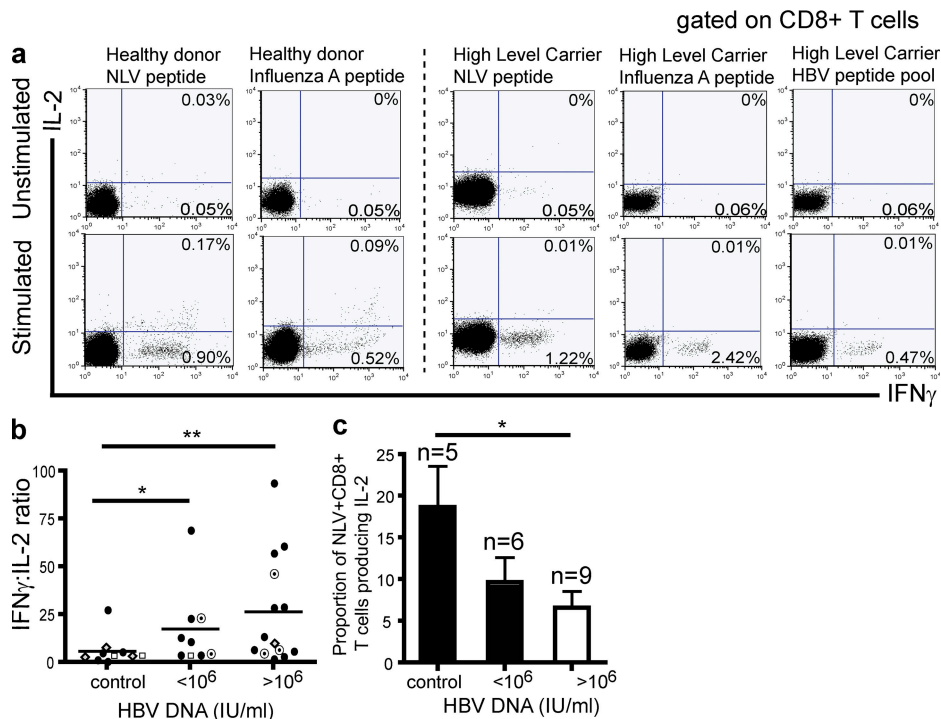 gated on CD8+ T cells
a
Healthy donor
NLV peptide
Healthy donor
Influenza A peptide
High Level Carrier
NLV peptide
High Level Carrier
Influenza A peptide
High Level Carrier
HBV peptide pool
IL-2
Unstimulated
0.03%
0.05%
0%
0.05%
0%
0.05%
0%
0.06%
0%
0.06%
Stimulated
0.17%
0.90%
0.09%
0.52%
0.01%
1.22%
0.01%
2.42%
0.01%
0.47%
IFNγ
b
**
*
100
75
50
25
0
IFNγ:IL-2 ratio
control
<10⁶
>10⁶
HBV DNA (IU/ml)
c
*
25
20
15
10
5
0
Proportion of NLV+CD8+
T cells producing IL-2
n=5
n=6
n=9
control
<10⁶
>10⁶
HBV DNA (IU/ml)